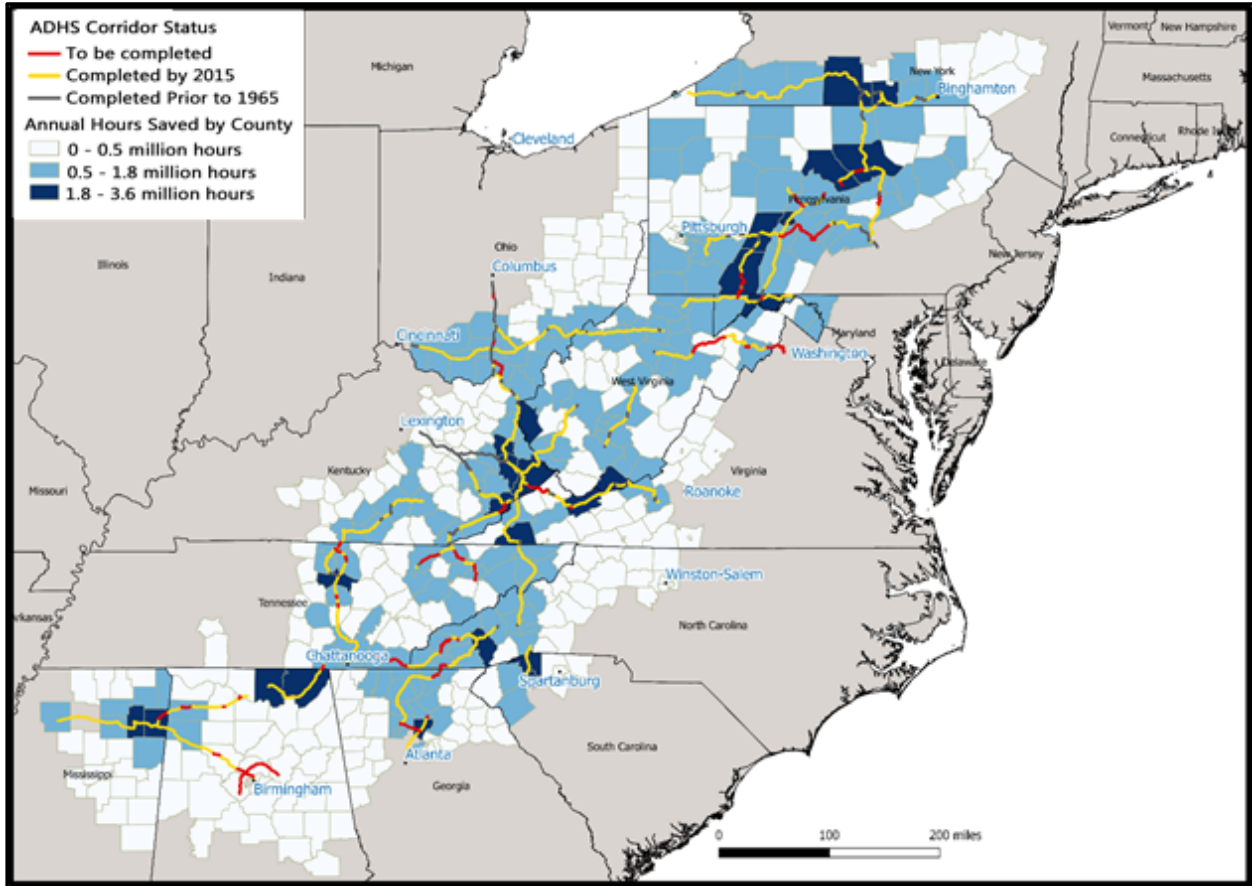 ADHS Corridor Status
To be completed
Completed by 2015
Completed Prior to 1965
Annual Hours Saved by County
0 - 0.5 million hours
0.5 - 1.8 million hours
1.8 - 3.6 million hours
Vermont
New Hampshire
Michigan
New York
Massachusetts
Binghamton
Connecticut
Rhode Isl
Cleveland
Pennsylvania
Pittsburgh
Ohio
New Jersey
Illinois
Indiana
Columbus
Maryland
Cincinnati
Washington
Delaware
West Virginia
Lexington
Kentucky
Virginia
Missouri
Roanoke
Winston-Salem
Tennessee
rkansas
North Carolina
Chattanooga
Spartanburg
South Carolina
Atlanta
Mississippi
Georgia
Birmingham
0 100 200 miles